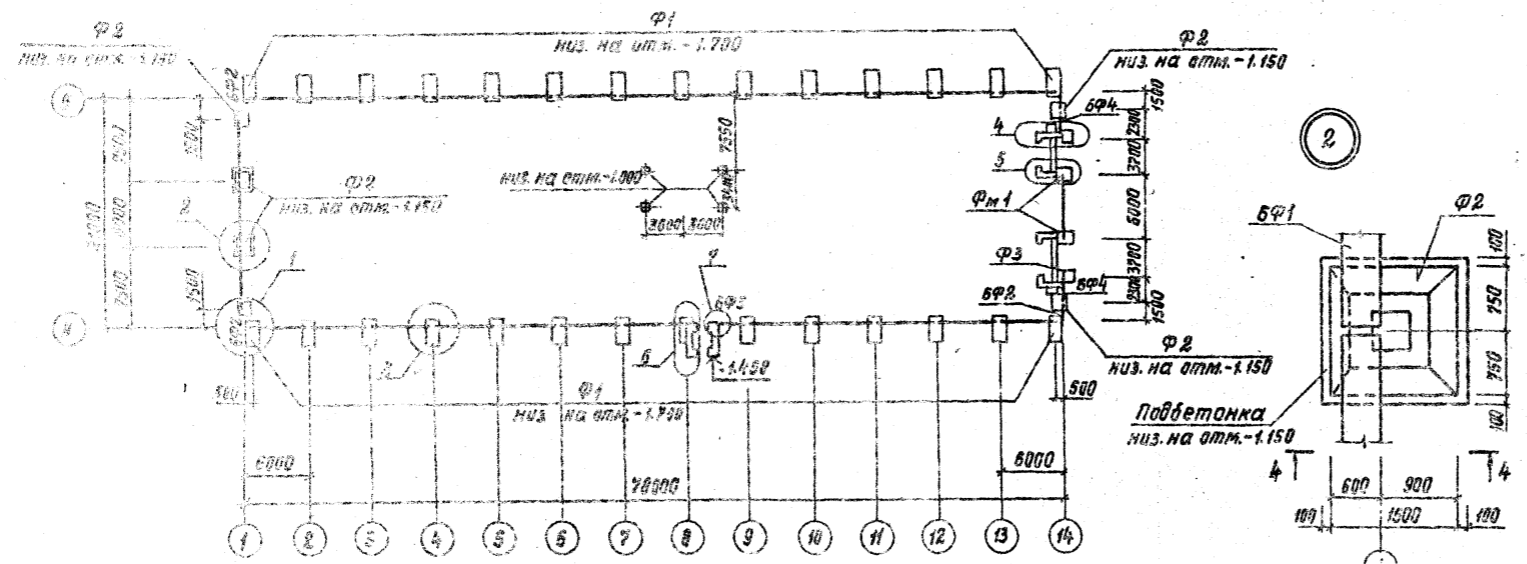 Ф2
низ. на отм. -1.150
Ф1
низ. на отм. -1.700
Ф2
низ. на отм. -1.150
БФ2
1500
БФ4
2300
4
3700
5
7550
2
низ. на отм. -1.000
Ф2
низ. на отм. -1.150
2
3600
3600
Фм1
6000
БФ1
Ф2
100
750
750
100
1
7
Ф3
3700
БФ3
БФ2
БФ4
2300
1500
6
-1.450
Ф2
низ. на отм. -1.150
500
Ф1
низ. на отм. -1.700
500
Подбетонка
низ. на отм. -1.150
6000
6000
4
4
78000
600
900
100
1500
100
1
2
3
4
5
6
7
8
9
10
11
12
13
14